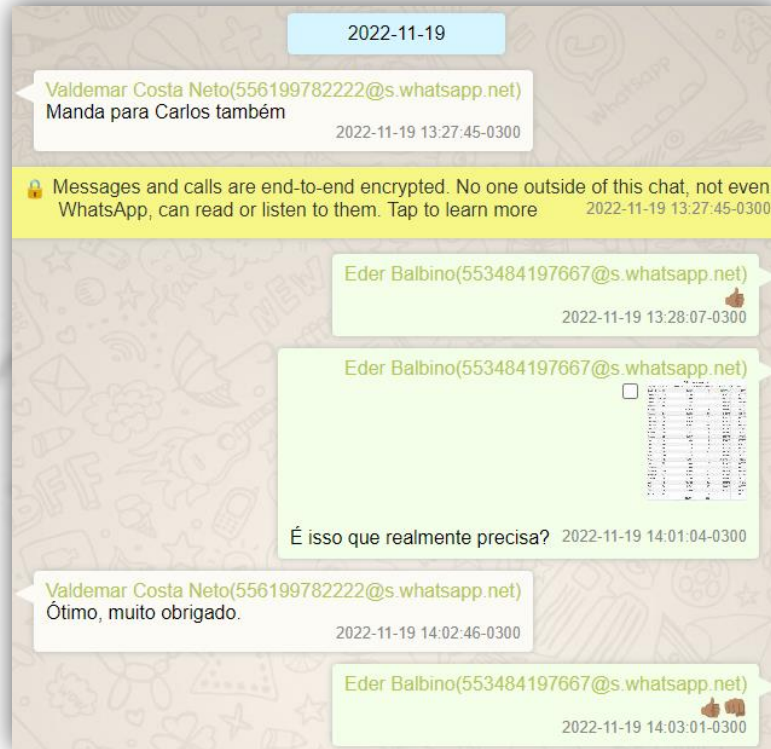 2022-11-19
Valdemar Costa Neto(556199782222@s.whatsapp.net)
Manda para Carlos também
2022-11-19 13:27:45-0300
🔒 Messages and calls are end-to-end encrypted. No one outside of this chat, not even
WhatsApp, can read or listen to them. Tap to learn more 2022-11-19 13:27:45-0300
Eder Balbino(553484197667@s.whatsapp.net)
👍🏽
2022-11-19 13:28:07-0300
Eder Balbino(553484197667@s.whatsapp.net)
É isso que realmente precisa? 2022-11-19 14:01:04-0300
Valdemar Costa Neto(556199782222@s.whatsapp.net)
Ótimo, muito obrigado.
2022-11-19 14:02:46-0300
Eder Balbino(553484197667@s.whatsapp.net)
👍🏽👊🏽
2022-11-19 14:03:01-0300